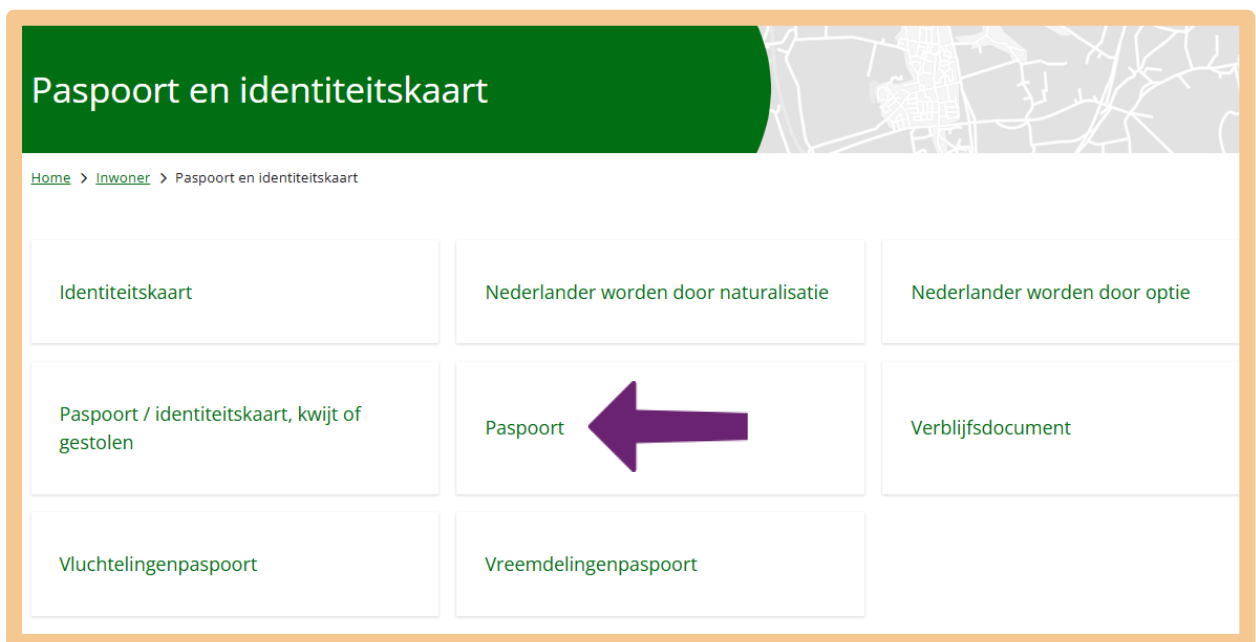 Paspoort en identiteitskaart
Home > Inwoner > Paspoort en identiteitskaart
Identiteitskaart
Nederlander worden door naturalisatie
Nederlander worden door optie
Paspoort / identiteitskaart, kwijt of
gestolen
Paspoort
Verblijfsdocument
Vluchtelingenpaspoort
Vreemdelingenpaspoort